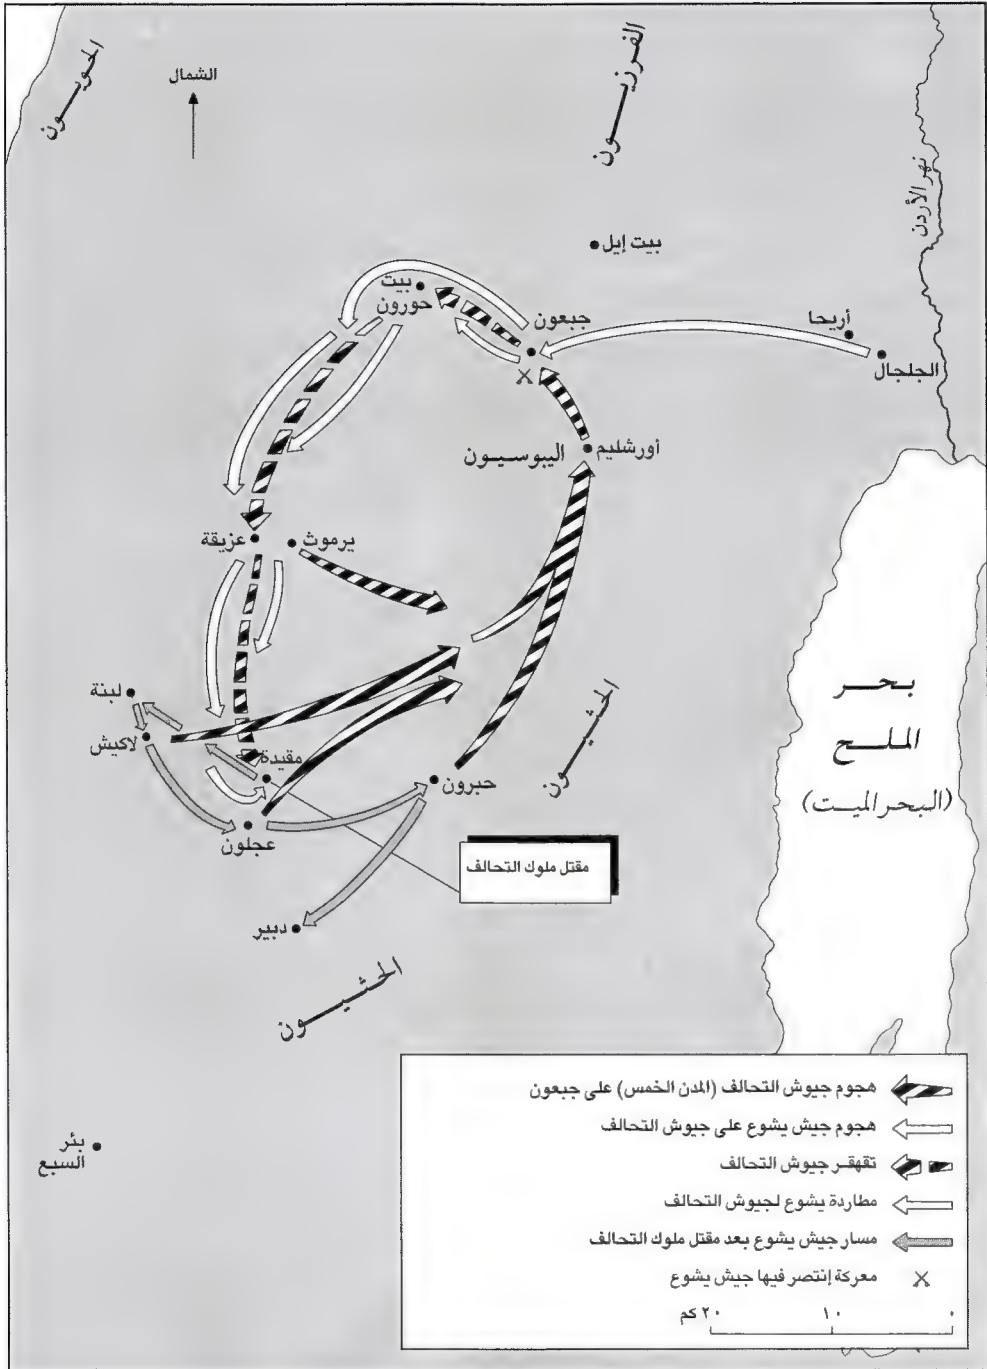 الحويون
الفرزيون
الشمال
نهر الأردن
بيت إيل
بيت
حورون
جبعون
أريحا
الجلجال
اليبوسيون
أورشليم
عزيقة
يرموث
لبنة
لاكيش
مقيدة
حبرون
الحثيون
عجلون
بحر
الملح
(البحر الميت)
مقتل ملوك التحالف
دبير
الحثيون
بئر
السبع
هجوم جيوش التحالف (المدن الخمس) على جبعون
هجوم جيش يشوع على جيوش التحالف
تقهقر جيوش التحالف
مطاردة يشوع لجيوش التحالف
مسار جيش يشوع بعد مقتل ملوك التحالف
معركة إنتصر فيها جيش يشوع
٠ ١٠ ٢٠ كم